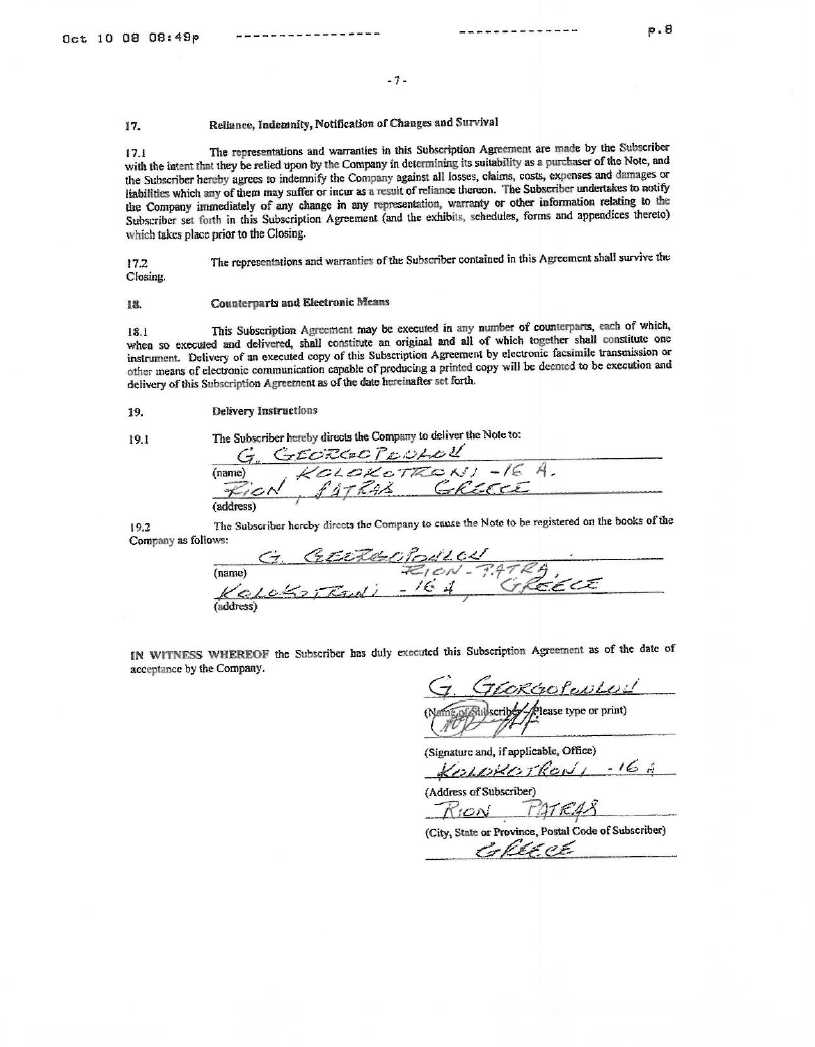 Oct 10 08 08:49p ------------------ -------------- p.8
- 7 -
17. Reliance, Indemnity, Notification of Changes and Survival
17.1 The representations and warranties in this Subscription Agreement are made by the Subscriber
with the intent that they be relied upon by the Company in determining its suitability as a purchaser of the Note, and
the Subscriber hereby agrees to indemnify the Company against all losses, claims, costs, expenses and damages or
liabilities which any of them may suffer or incur as a result of reliance thereon. The Subscriber undertakes to notify
the Company immediately of any change in any representation, warranty or other information relating to the
Subscriber set forth in this Subscription Agreement (and the exhibits, schedules, forms and appendices thereto)
which takes place prior to the Closing.
17.2 The representations and warranties of the Subscriber contained in this Agreement shall survive the
Closing.
18. Counterparts and Electronic Means
18.1 This Subscription Agreement may be executed in any number of counterparts, each of which,
when so executed and delivered, shall constitute an original and all of which together shall constitute one
instrument. Delivery of an executed copy of this Subscription Agreement by electronic facsimile transmission or
other means of electronic communication capable of producing a printed copy will be deemed to be execution and
delivery of this Subscription Agreement as of the date hereinafter set forth.
19. Delivery Instructions
19.1 The Subscriber hereby directs the Company to deliver the Note to:
G. GEORGOPOULOU
(name) KOLOKOTRONI -16 A.
RION, PATRAS GREECE
(address)
19.2 The Subscriber hereby directs the Company to cause the Note to be registered on the books of the
Company as follows:
G. GEORGOPOULOU
(name) RION-PATRA,
KOLOKOTRONI - 16 A GREECE
(address)
IN WITNESS WHEREOF the Subscriber has duly executed this Subscription Agreement as of the date of
acceptance by the Company.
G. GEORGOPOULOU
(Name of Subscriber - Please type or print)
(Signature and, if applicable, Office)
KOLOKOTRONI -16 A
(Address of Subscriber)
RION PATRAS
(City, State or Province, Postal Code of Subscriber)
GREECE